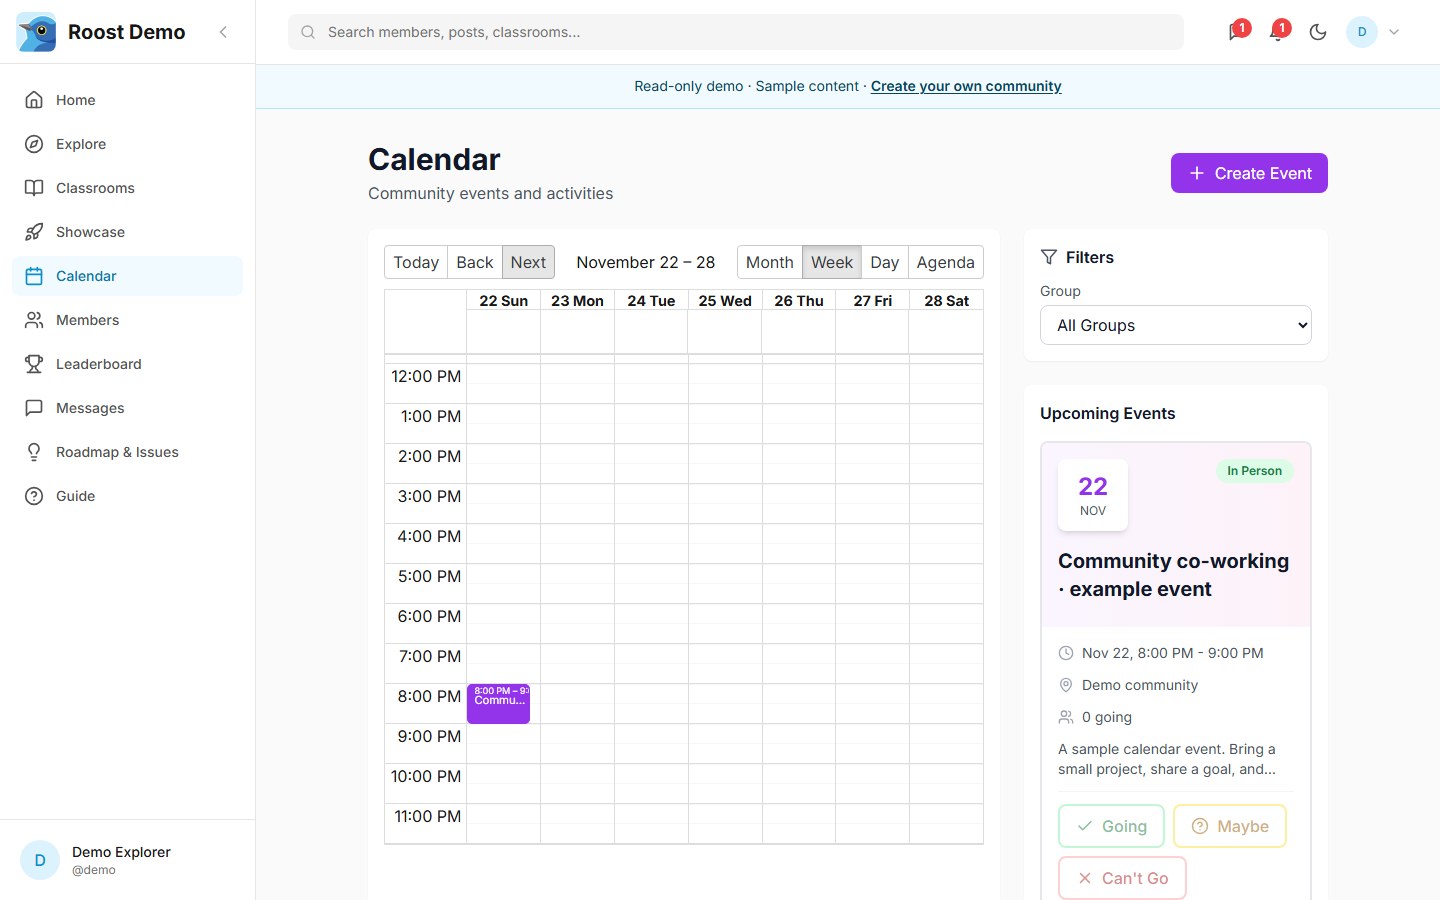 Roost Demo
Search members, posts, classrooms...
1
1
D
Read-only demo · Sample content · Create your own community
Home
Explore
Classrooms
Showcase
Calendar
Members
Leaderboard
Messages
Roadmap & Issues
Guide
D
Demo Explorer
@demo
Calendar
Community events and activities
Create Event
Today Back Next
November 22 – 28
Month Week Day Agenda
22 Sun 23 Mon 24 Tue 25 Wed 26 Thu 27 Fri 28 Sat
12:00 PM
1:00 PM
2:00 PM
3:00 PM
4:00 PM
5:00 PM
6:00 PM
7:00 PM
8:00 PM
8:00 PM – 9:
Commu...
9:00 PM
10:00 PM
11:00 PM
Filters
Group
All Groups
Upcoming Events
22
NOV
In Person
Community co-working
· example event
Nov 22, 8:00 PM - 9:00 PM
Demo community
0 going
A sample calendar event. Bring a
small project, share a goal, and...
Going
Maybe
Can't Go